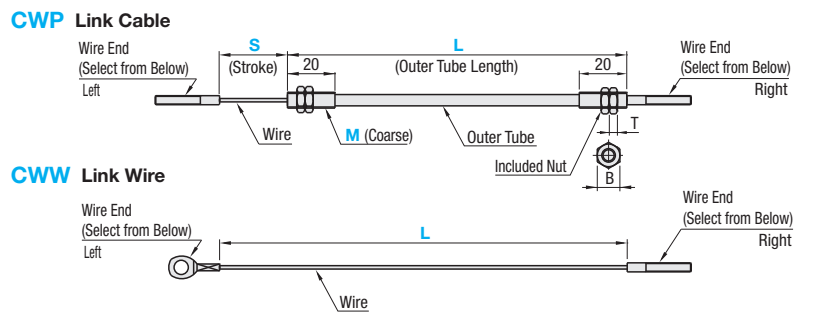 CWP Link Cable
Wire End
(Select from Below)
Left
S
(Stroke)
L
(Outer Tube Length)
20
20
Wire End
(Select from Below)
Right
Wire
M (Coarse)
Outer Tube
Included Nut
T
B
CWW Link Wire
Wire End
(Select from Below)
Left
L
Wire End
(Select from Below)
Right
Wire